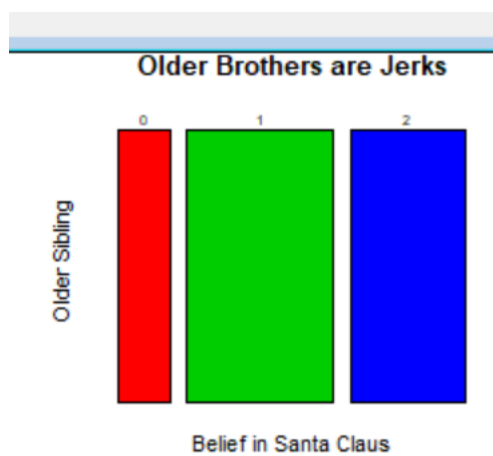 Older Brothers are Jerks
0 1 2
Older Sibling
Belief in Santa Claus